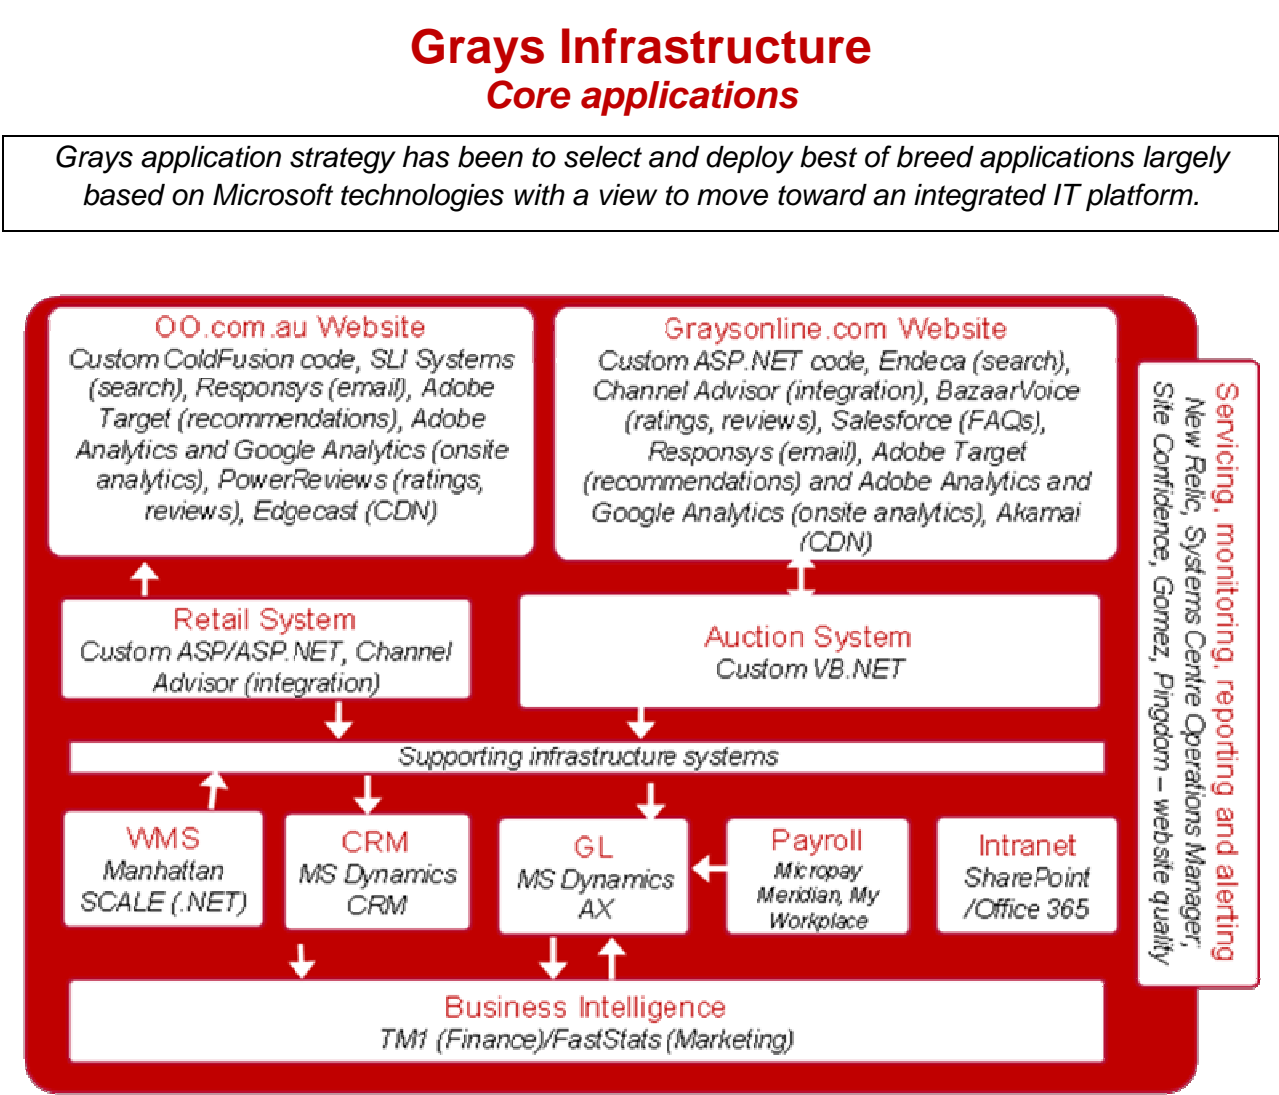 Grays Infrastructure
Core applications
Grays application strategy has been to select and deploy best of breed applications largely
based on Microsoft technologies with a view to move toward an integrated IT platform.
OO.com.au Website
Custom ColdFusion code, SLI Systems
(search), Responsys (email), Adobe
Target (recommendations), Adobe
Analytics and Google Analytics (onsite
analytics), PowerReviews (ratings,
reviews), Edgecast (CDN)
Graysonline.com Website
Custom ASP.NET code, Endeca (search),
Channel Advisor (integration), BazaarVoice
(ratings, reviews), Salesforce (FAQs),
Responsys (email), Adobe Target
(recommendations) and Adobe Analytics and
Google Analytics (onsite analytics), Akamai
(CDN)
Servicing, monitoring, reporting and alerting
New Relic, Systems Centre Operations Manager,
Site Confidence, Gomez, Pingdom – website quality
Retail System
Custom ASP/ASP.NET, Channel
Advisor (integration)
Auction System
Custom VB.NET
Supporting infrastructure systems
WMS
Manhattan
SCALE (.NET)
CRM
MS Dynamics
CRM
GL
MS Dynamics
AX
Payroll
Micropay
Meridian, My
Workplace
Intranet
SharePoint
/Office 365
Business Intelligence
TM1 (Finance)/FastStats (Marketing)